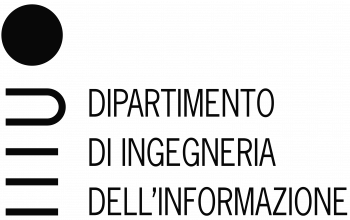 DIPARTIMENTO
DI INGEGNERIA
DELL'INFORMAZIONE